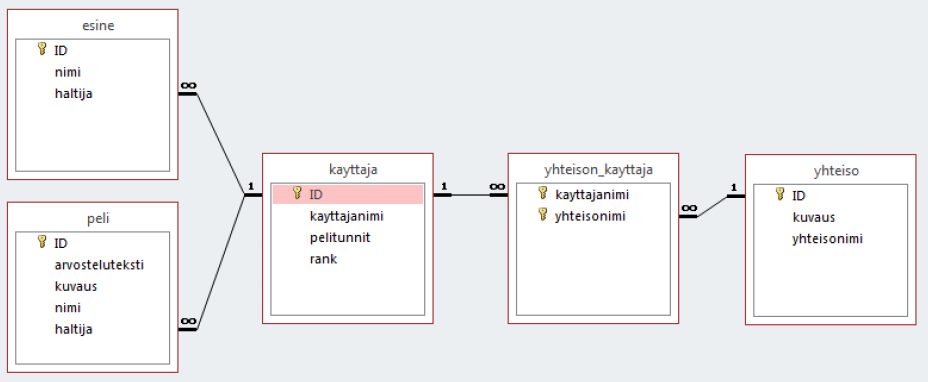 esine
ID
nimi
haltija
∞
peli
ID
arvosteluteksti
kuvaus
nimi
haltija
∞
1
kayttaja
ID
kayttajanimi
pelitunnit
rank
1
∞
yhteison_kayttaja
kayttajanimi
yhteisonimi
∞
1
yhteiso
ID
kuvaus
yhteisonimi